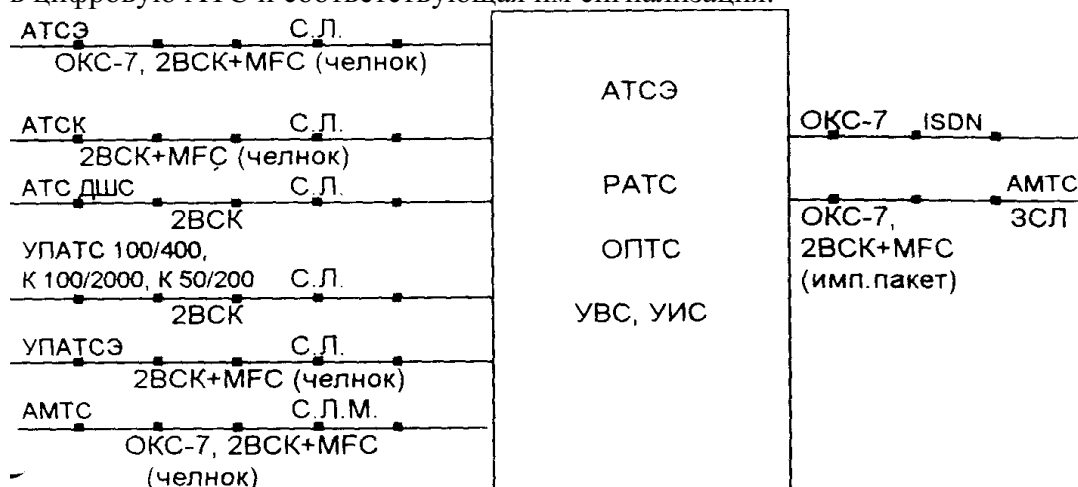 в цифровую АТС и соответствующая им сигнализация.
АТСЭ С.Л.
ОКС-7, 2ВСК+MFC (челнок)
АТСК С.Л.
2ВСК+MFC (челнок)
АТС ДШС С.Л.
2ВСК
УПАТС 100/400,
К 100/2000, К 50/200 С.Л.
2ВСК
УПАТСЭ С.Л.
2ВСК+MFC (челнок)
АМТС С.Л.М.
ОКС-7, 2ВСК+MFC
(челнок)
АТСЭ
РАТС
ОПТС
УВС, УИС
ОКС-7 ISDN
АМТС
ОКС-7, ЗСЛ
2ВСК+MFC
(имп.пакет)